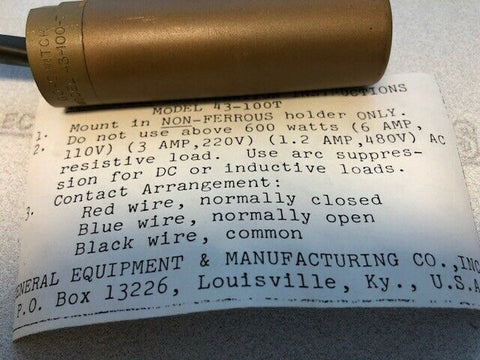 43-100-
INSTRUCTIONS
MODEL 43-100T
1. Mount in NON-FERROUS holder ONLY.
2. Do not use above 600 watts (6 AMP,
110V) (3 AMP,220V) (1.2 AMP,480V) AC
resistive load. Use arc suppres-
sion for DC or inductive loads.
3. Contact Arrangement:
Red wire, normally closed
Blue wire, normally open
Black wire, common
GENERAL EQUIPMENT & MANUFACTURING CO.,INC
P.O. Box 13226, Louisville, Ky., U.S.A